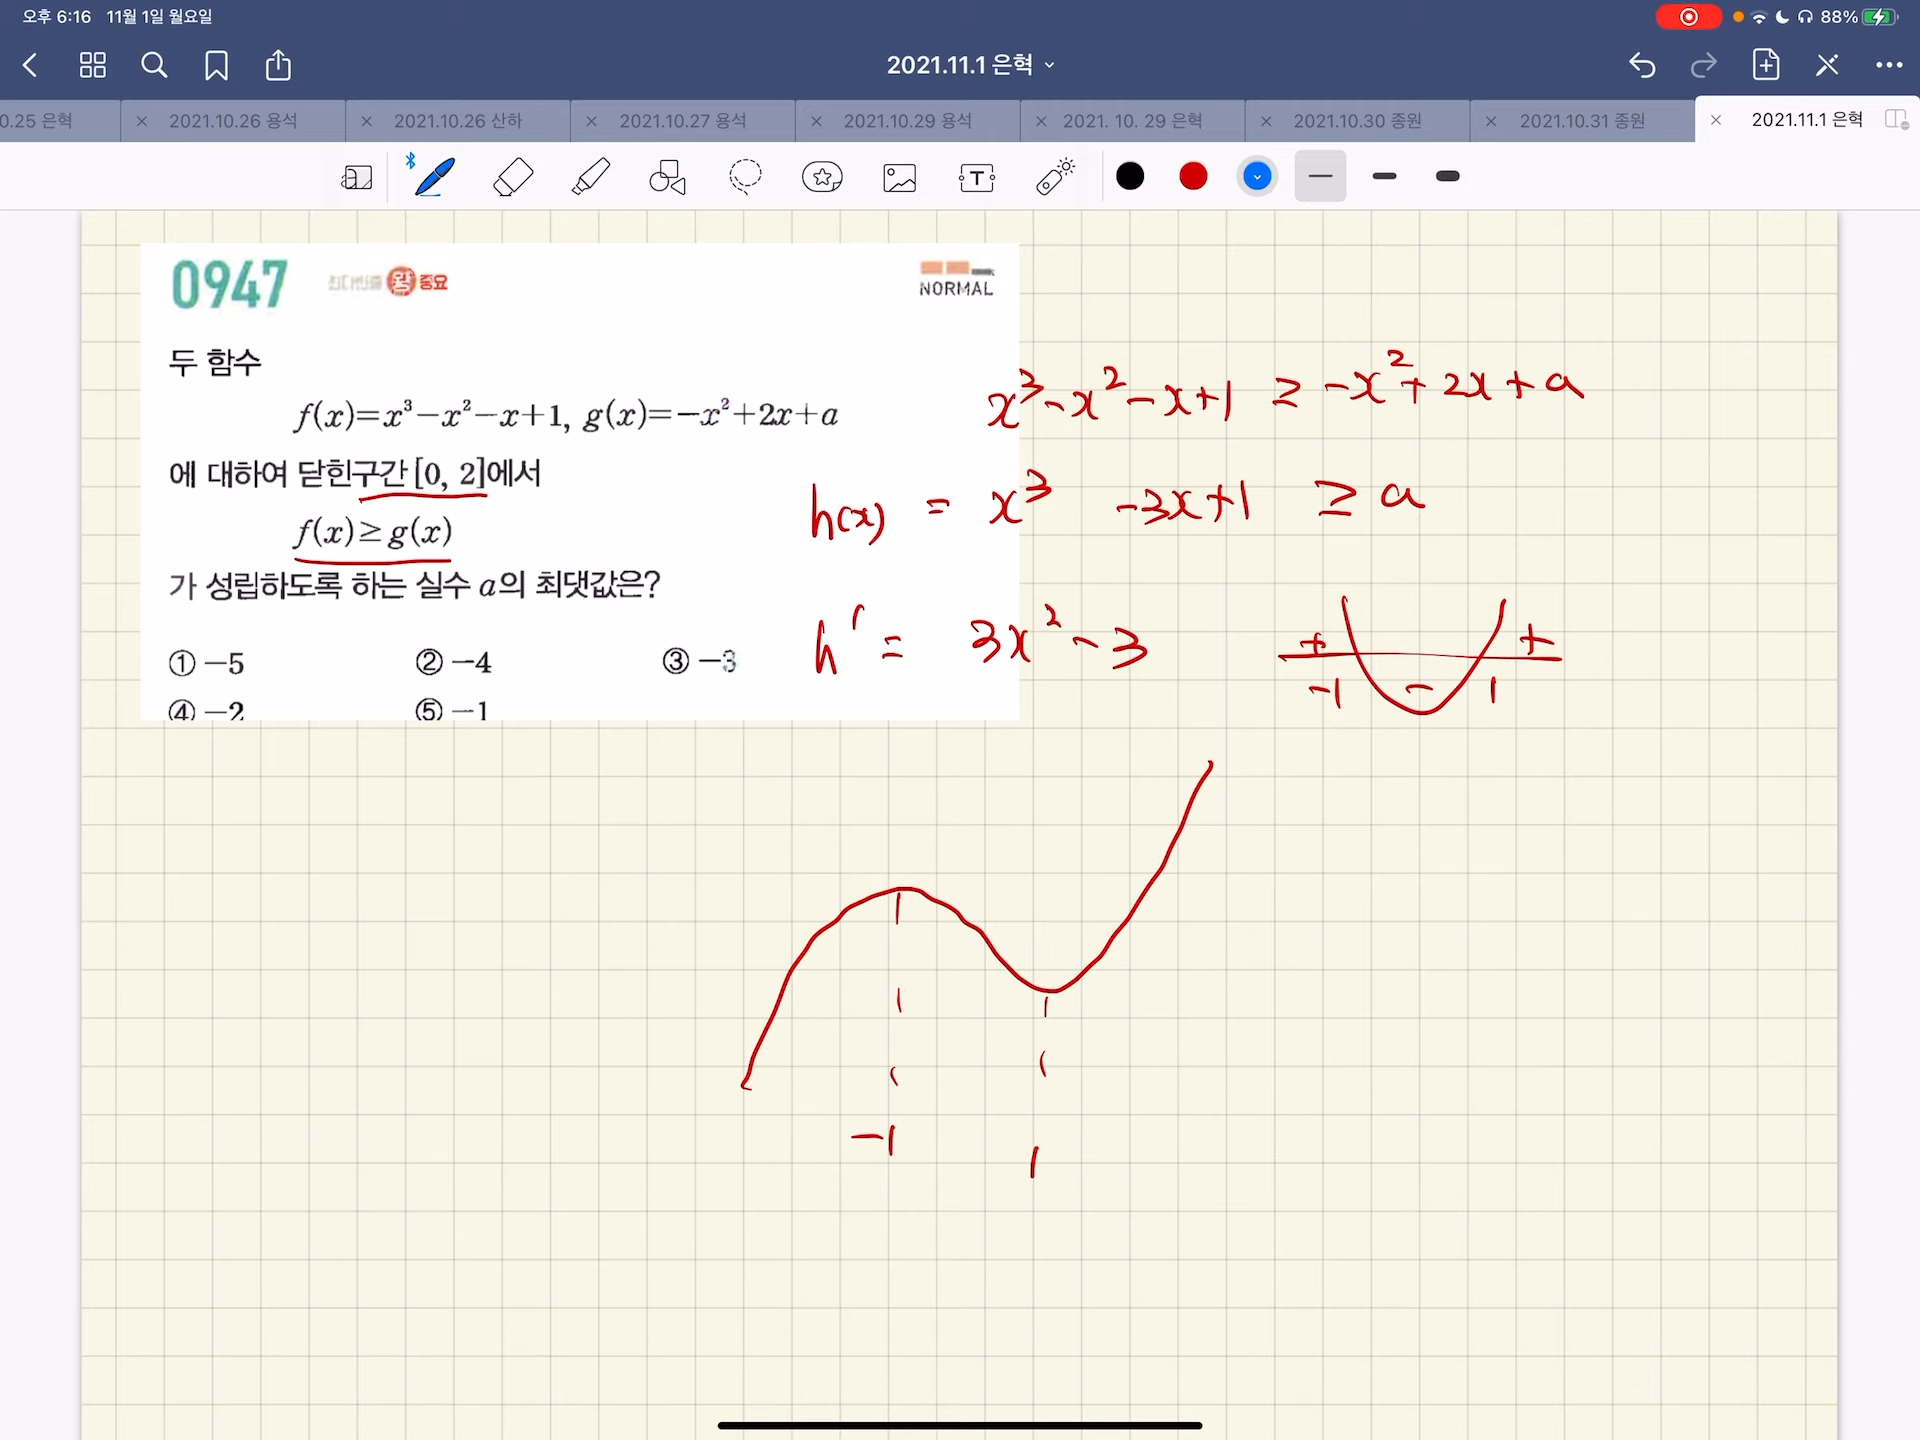 오후 6:16 11월 1일 월요일
88%
2021.11.1 은혁
0.25 은혁
2021.10.26 용석
2021.10.26 산하
2021.10.27 용석
2021.10.29 용석
2021. 10. 29 은혁
2021.10.30 종원
2021.10.31 종원
2021.11.1 은혁
0947
왕중요
NORMAL
두 함수
f(x)=x³−x²−x+1, g(x)=−x²+2x+a
에 대하여 닫힌구간 [0, 2]에서
f(x)≥g(x)
가 성립하도록 하는 실수 a의 최댓값은?
① −5 ② −4 ③ −3
④ −2 ⑤ −1
x³-x²-x+1 ≥ -x²+2x+a
h(x) = x³ -3x+1 ≥ a
h′ = 3x²-3
+ +
-1 - 1
-1
1